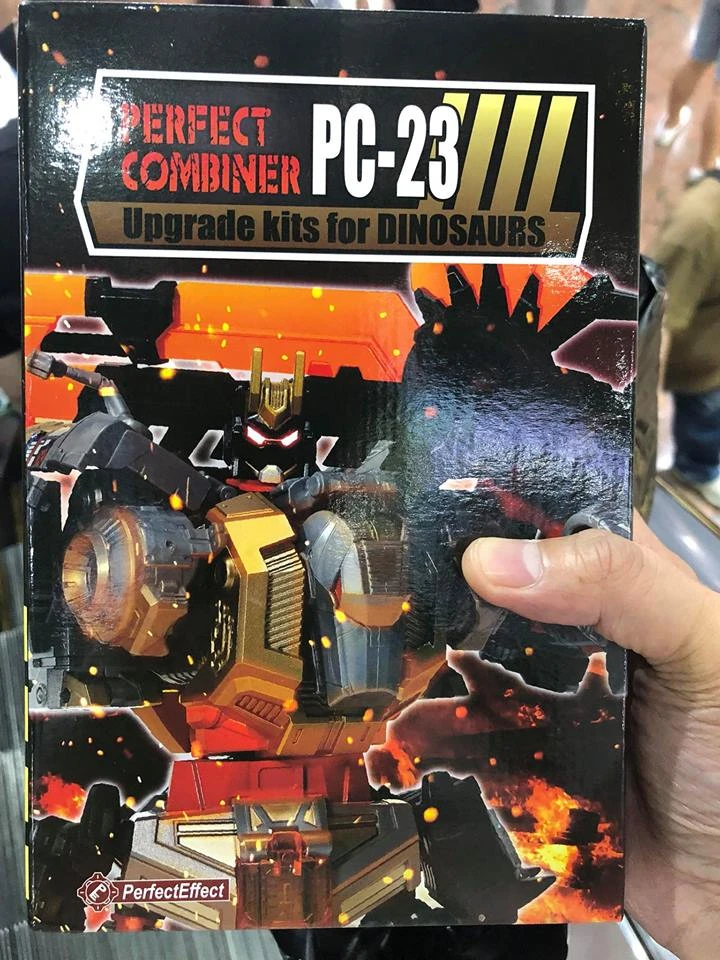 PERFECT
COMBINER
PC-23
Upgrade kits for DINOSAURS
PerfectEffect